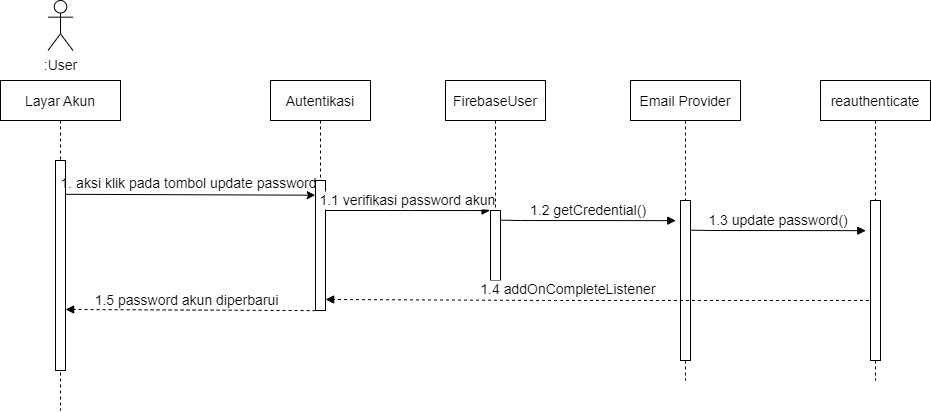 :User
Layar Akun
Autentikasi
FirebaseUser
Email Provider
reauthenticate
1. aksi klik pada tombol update password
1.1 verifikasi password akun
1.2 getCredential()
1.3 update password()
1.4 addOnCompleteListener
1.5 password akun diperbarui